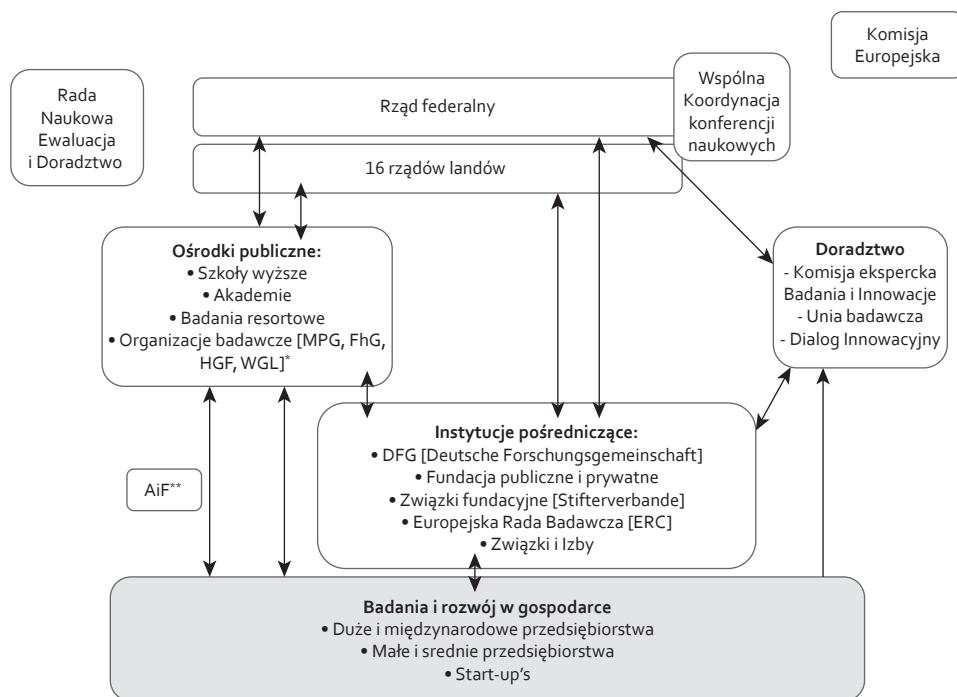 Komisja
Europejska
Rada
Naukowa
Ewaluacja
i Doradztwo
Rząd federalny
Wspólna
Koordynacja
konferencji
naukowych
16 rządów landów
Ośrodki publiczne:
• Szkoły wyższe
• Akademie
• Badania resortowe
• Organizacje badawcze [MPG, FhG,
HGF, WGL]*
Doradztwo
- Komisja ekspercka
Badania i Innowacje
- Unia badawcza
- Dialog Innowacyjny
Instytucje pośredniczące:
• DFG [Deutsche Forschungsgemeinschaft]
• Fundacja publiczne i prywatne
• Związki fundacyjne [Stifterverbande]
• Europejska Rada Badawcza [ERC]
• Związki i Izby
AiF**
Badania i rozwój w gospodarce
• Duże i międzynarodowe przedsiębiorstwa
• Małe i srednie przedsiębiorstwa
• Start-up's